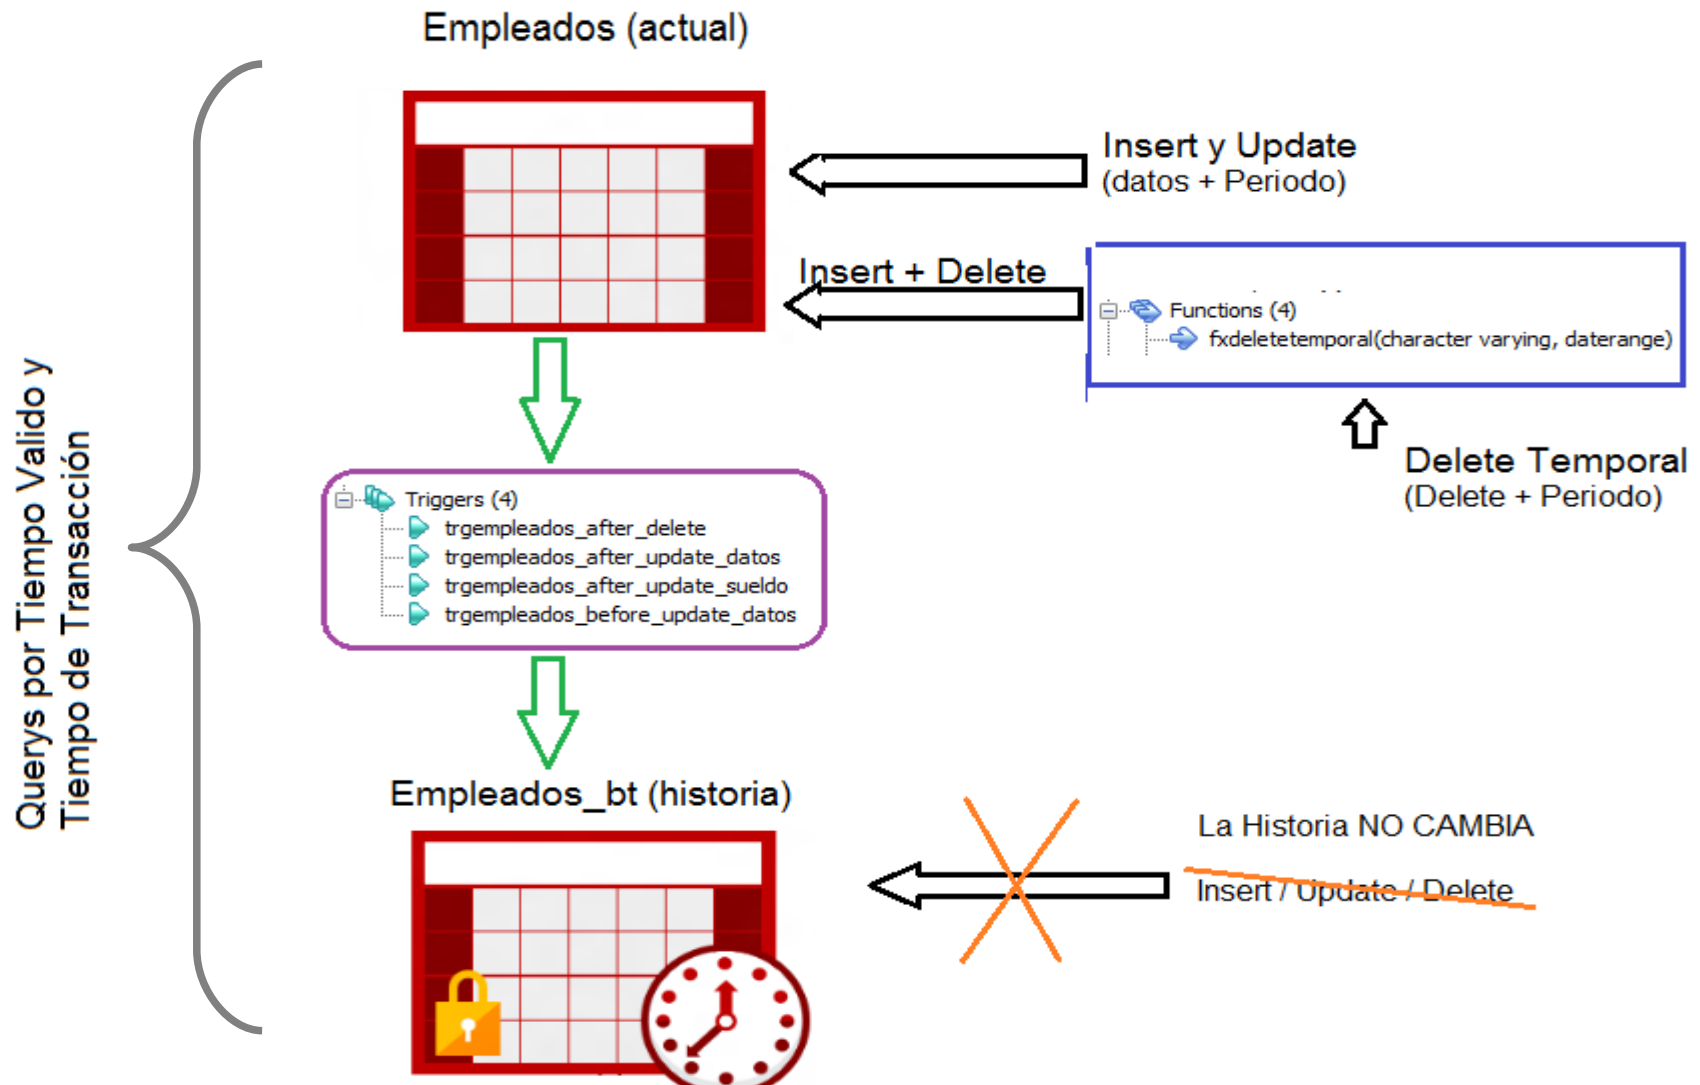 Empleados (actual)
Insert y Update
(datos + Periodo)
Insert + Delete
Functions (4)
fxdeletetemporal(character varying, daterange)
Delete Temporal
(Delete + Periodo)
Querys por Tiempo Valido y
Tiempo de Transacción
Triggers (4)
trgempleados_after_delete
trgempleados_after_update_datos
trgempleados_after_update_sueldo
trgempleados_before_update_datos
Empleados_bt (historia)
La Historia NO CAMBIA
Insert / Update / Delete